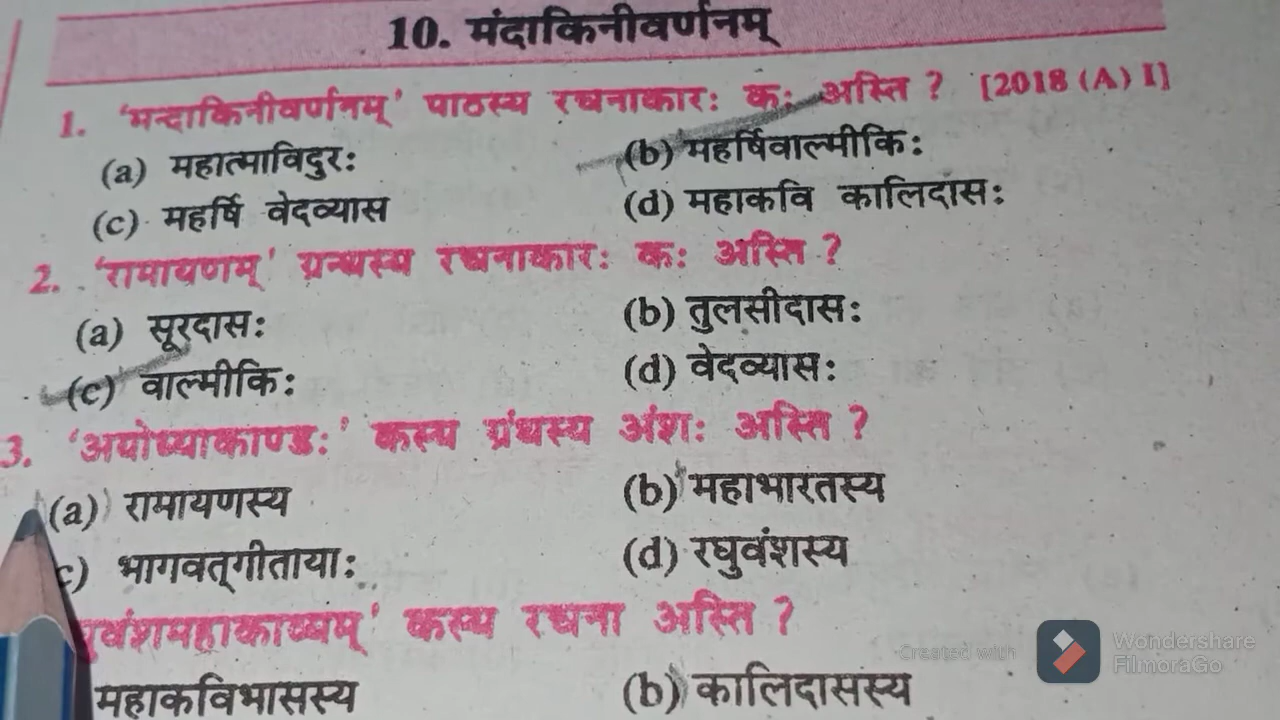 10. मंदाकिनीवर्णनम्
1. 'मन्दाकिनीवर्णनम्' पाठस्य रचनाकारः कः अस्ति ? [2018 (A) I]
(a) महात्माविदुरः (b) महर्षिवाल्मीकिः
(c) महर्षि वेदव्यास (d) महाकवि कालिदासः
2. 'रामायणम्' ग्रन्थस्य रचनाकारः कः अस्ति ?
(a) सूरदासः (b) तुलसीदासः
(c) वाल्मीकिः (d) वेदव्यासः
3. 'अयोध्याकाण्डः' कस्य ग्रंथस्य अंशः अस्ति ?
(a) रामायणस्य (b) महाभारतस्य
c) भागवत्गीतायाः (d) रघुवंशस्य
वंशमहाकाव्यम्' कस्य रचना अस्ति ?
महाकविभासस्य (b) कालिदासस्य
Created with Wondershare
FilmoraGo